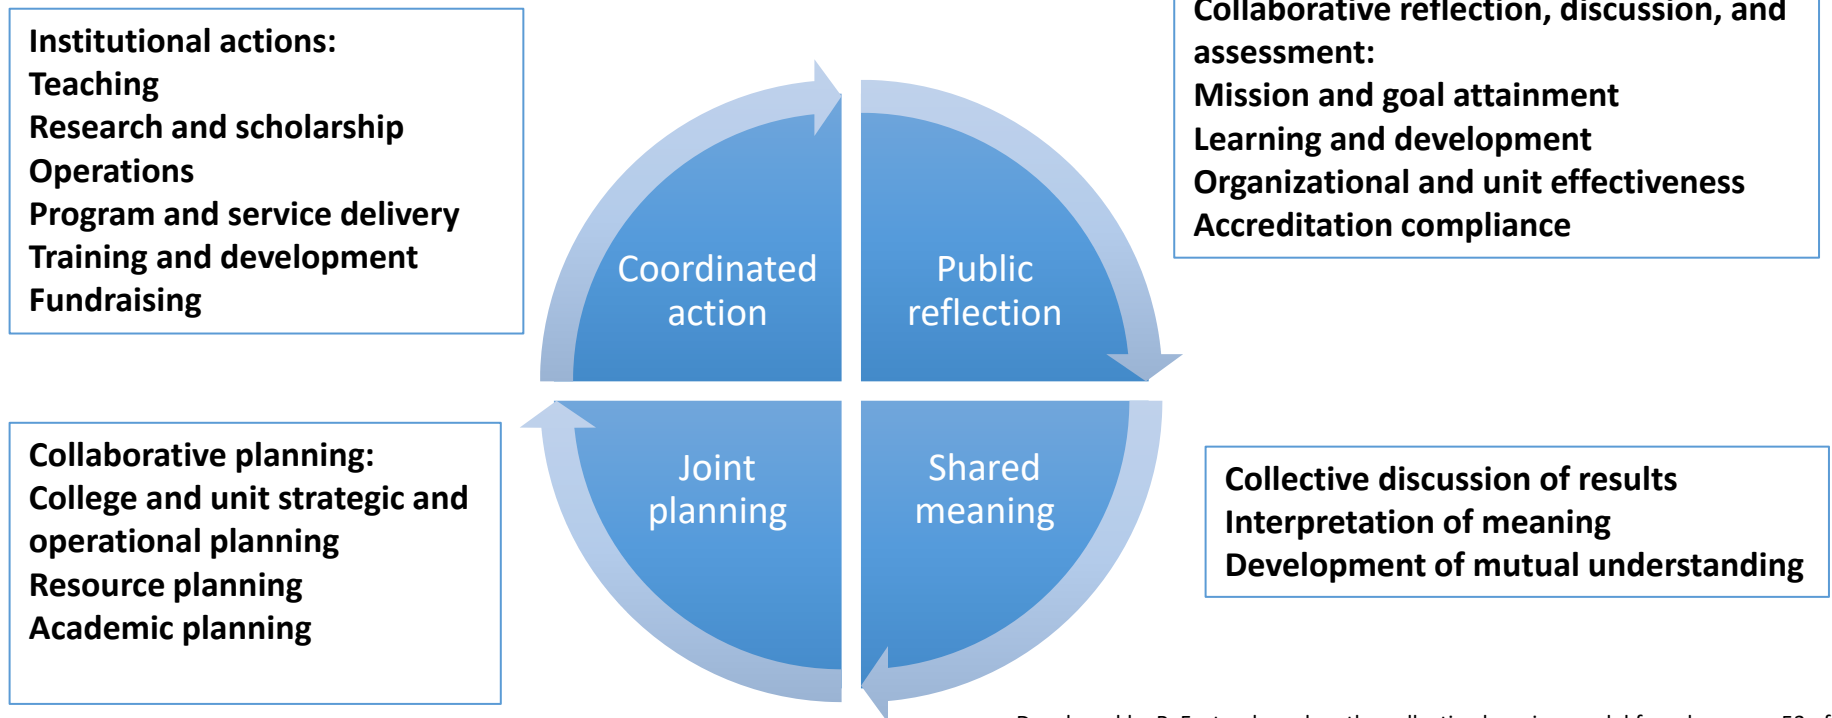 Institutional actions:
Teaching
Research and scholarship
Operations
Program and service delivery
Training and development
Fundraising
Collaborative reflection, discussion, and
assessment:
Mission and goal attainment
Learning and development
Organizational and unit effectiveness
Accreditation compliance
Coordinated
action
Public
reflection
Joint
planning
Shared
meaning
Collaborative planning:
College and unit strategic and
operational planning
Resource planning
Academic planning
Collective discussion of results
Interpretation of meaning
Development of mutual understanding